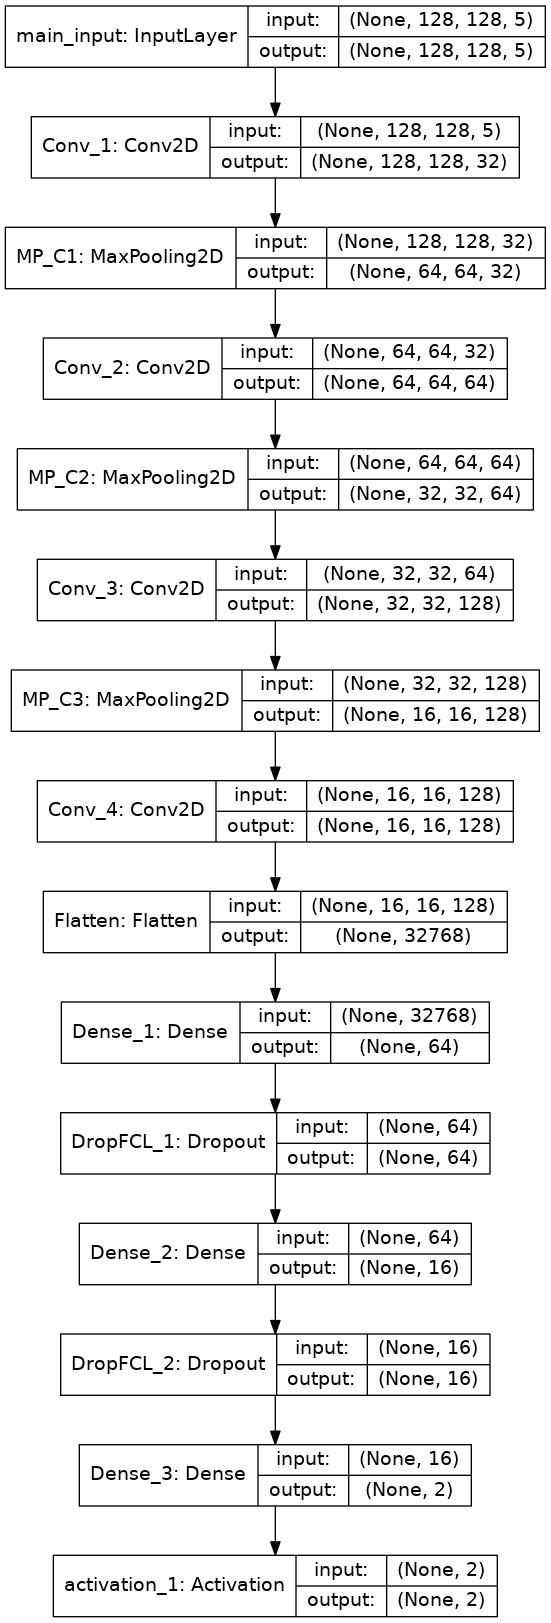 main_input: InputLayer
input: (None, 128, 128, 5)
output: (None, 128, 128, 5)
Conv_1: Conv2D
input: (None, 128, 128, 5)
output: (None, 128, 128, 32)
MP_C1: MaxPooling2D
input: (None, 128, 128, 32)
output: (None, 64, 64, 32)
Conv_2: Conv2D
input: (None, 64, 64, 32)
output: (None, 64, 64, 64)
MP_C2: MaxPooling2D
input: (None, 64, 64, 64)
output: (None, 32, 32, 64)
Conv_3: Conv2D
input: (None, 32, 32, 64)
output: (None, 32, 32, 128)
MP_C3: MaxPooling2D
input: (None, 32, 32, 128)
output: (None, 16, 16, 128)
Conv_4: Conv2D
input: (None, 16, 16, 128)
output: (None, 16, 16, 128)
Flatten: Flatten
input: (None, 16, 16, 128)
output: (None, 32768)
Dense_1: Dense
input: (None, 32768)
output: (None, 64)
DropFCL_1: Dropout
input: (None, 64)
output: (None, 64)
Dense_2: Dense
input: (None, 64)
output: (None, 16)
DropFCL_2: Dropout
input: (None, 16)
output: (None, 16)
Dense_3: Dense
input: (None, 16)
output: (None, 2)
activation_1: Activation
input: (None, 2)
output: (None, 2)